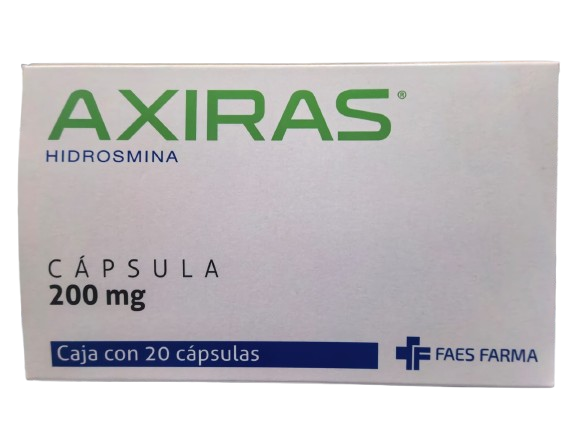 AXIRAS®
HIDROSMINA
CÁPSULA
200 mg
Caja con 20 cápsulas
FAES FARMA